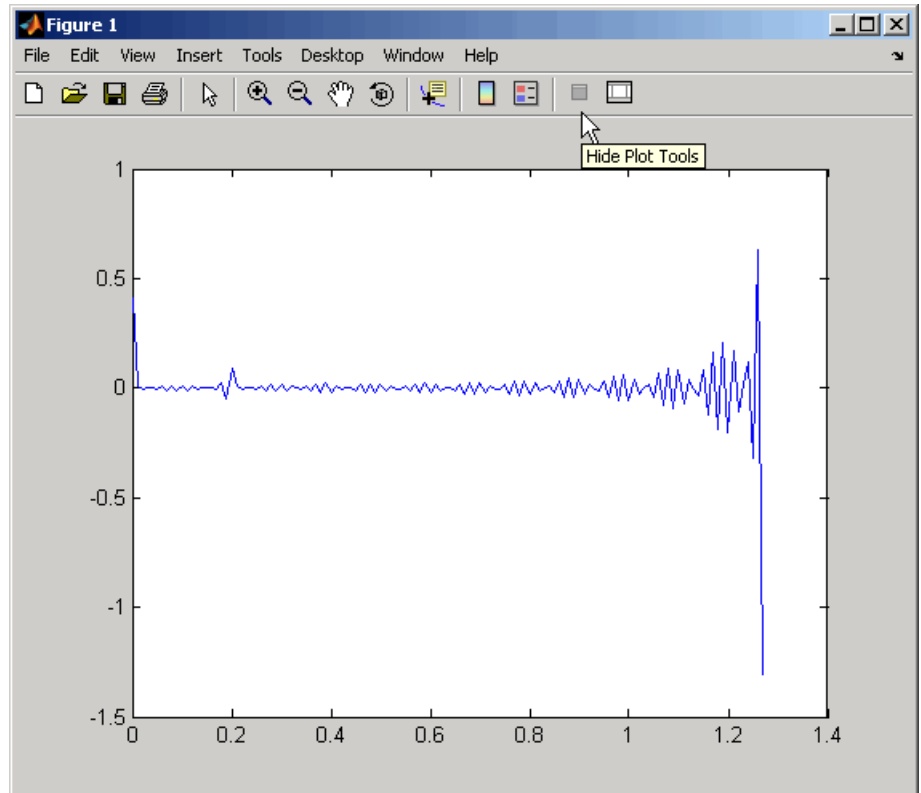 Figure 1
File Edit View Insert Tools Desktop Window Help
Hide Plot Tools
1
0.5
0
-0.5
-1
-1.5
0 0.2 0.4 0.6 0.8 1 1.2 1.4